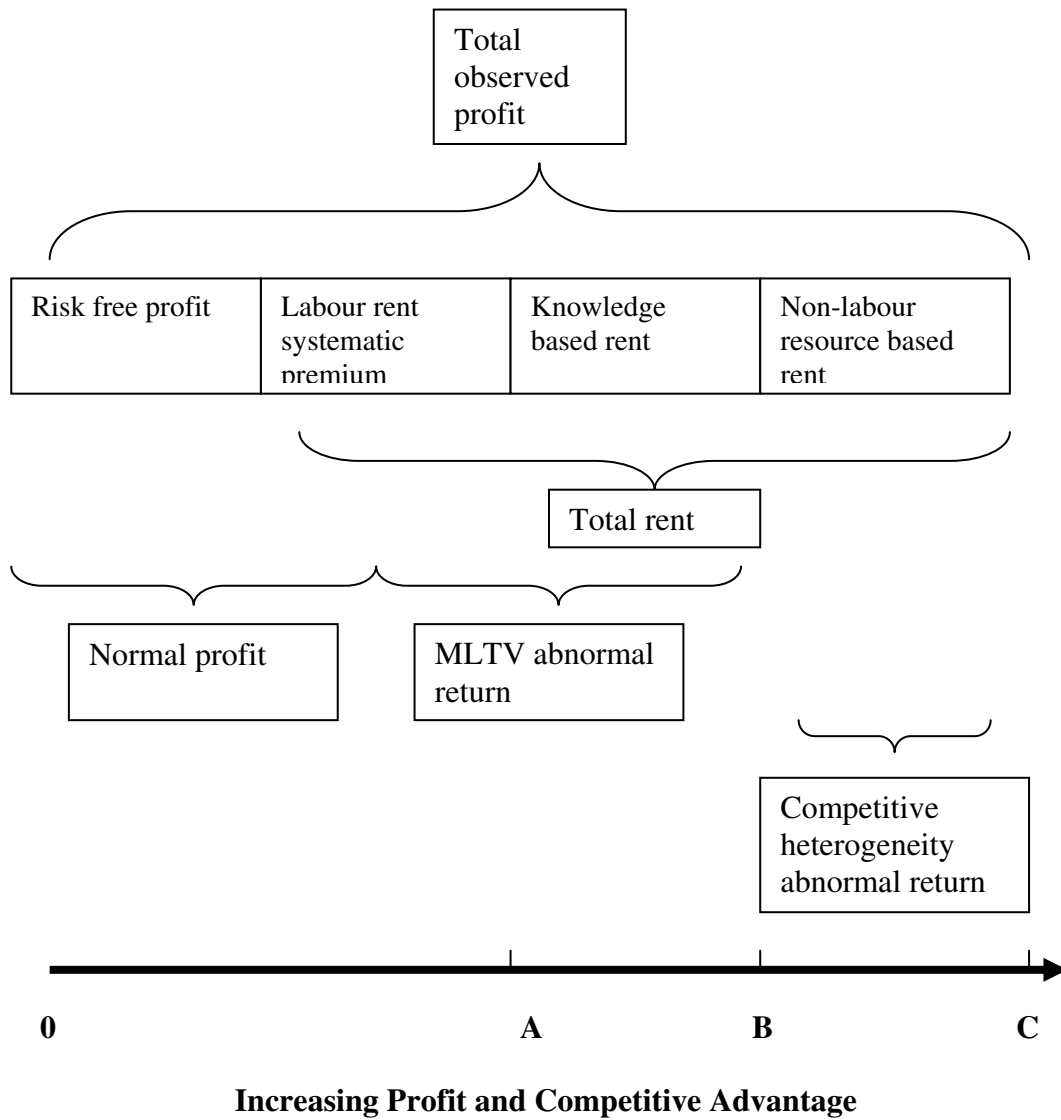 Total
observed
profit
Risk free profit
Labour rent
systematic
premium
Knowledge
based rent
Non-labour
resource based
rent
Total rent
Normal profit
MLTV abnormal
return
Competitive
heterogeneity
abnormal return
0 A B C
Increasing Profit and Competitive Advantage